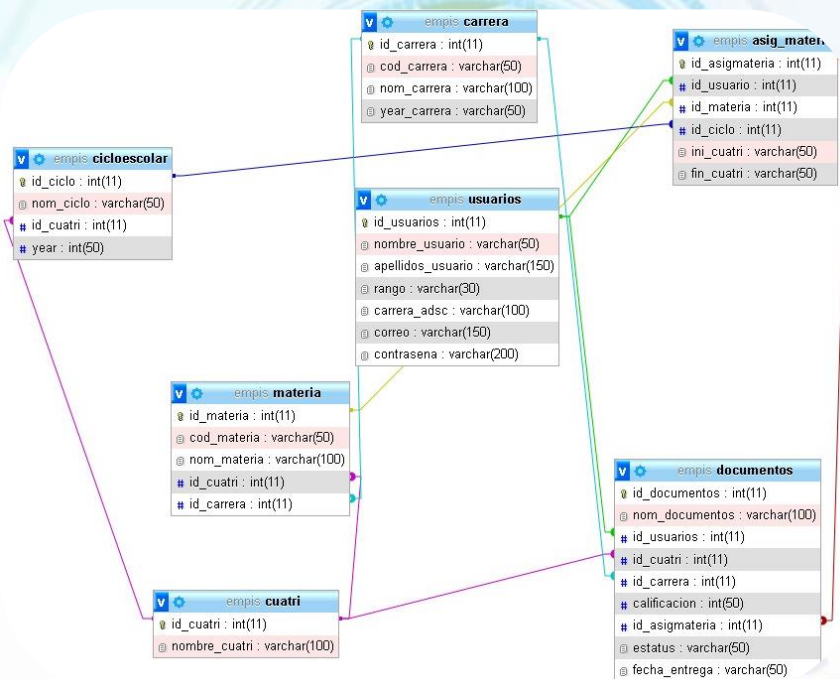 empis carrera
id_carrera : int(11)
cod_carrera : varchar(50)
nom_carrera : varchar(100)
year_carrera : varchar(50)
empis
id_asigmateria : int(11)
id_usuario : int(11)
id_materia : int(11)
id_ciclo : int(11)
ini_cuatri : varchar(50)
fin_cuatri : varchar(50)
empis cicloescolar
id_ciclo : int(11)
nom_ciclo : varchar(50)
id_cuatri : int(11)
year : int(50)
empis usuarios
id_usuarios : int(11)
nombre_usuario : varchar(50)
apellidos_usuario : varchar(150)
rango : varchar(30)
carrera_adsc : varchar(100)
correo : varchar(150)
contrasena : varchar(200)
empis materia
id_materia : int(11)
cod_materia : varchar(50)
nom_materia : varchar(100)
id_cuatri : int(11)
id_carrera : int(11)
empis documentos
id_documentos : int(11)
nom_documentos : varchar(100)
id_usuarios : int(11)
id_cuatri : int(11)
id_carrera : int(11)
calificacion : int(50)
id_asigmateria : int(11)
estatus : varchar(50)
fecha_entrega : varchar(50)
empis cuatri
id_cuatri : int(11)
nombre_cuatri : varchar(100)